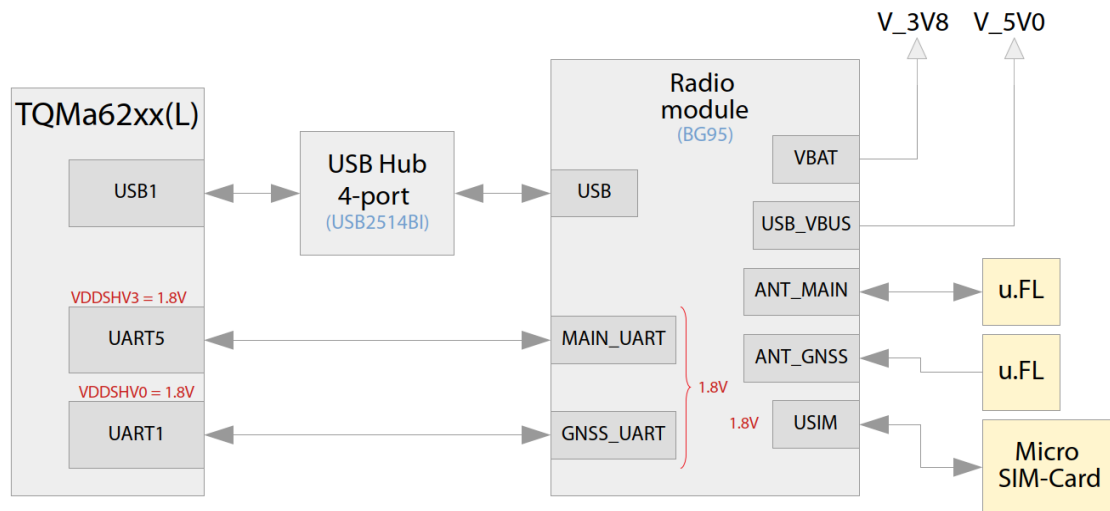 V_3V8
V_5V0
TQMa62xx(L)
USB1
VDDSHV3 = 1.8V
UART5
VDDSHV0 = 1.8V
UART1
USB Hub
4-port
(USB2514BI)
Radio
module
(BG95)
USB
MAIN_UART
GNSS_UART
1.8V
VBAT
USB_VBUS
ANT_MAIN
ANT_GNSS
1.8V
USIM
u.FL
u.FL
Micro
SIM-Card